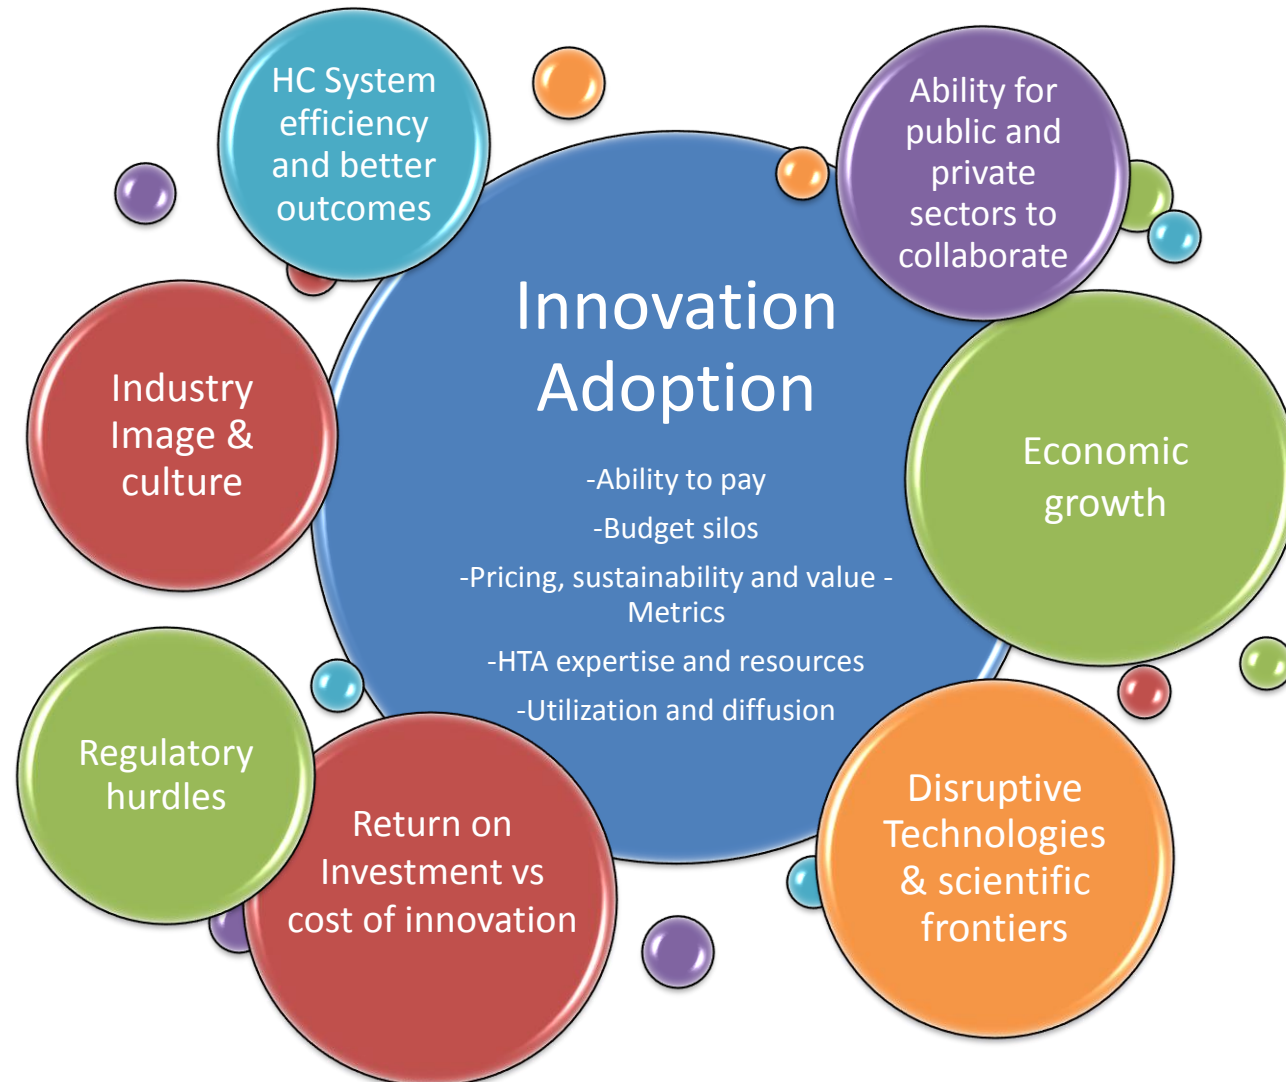 HC System
efficiency
and better
outcomes
Ability for
public and
private
sectors to
collaborate
Innovation
Adoption
-Ability to pay
-Budget silos
-Pricing, sustainability and value -
Metrics
-HTA expertise and resources
-Utilization and diffusion
Industry
Image &
culture
Economic
growth
Regulatory
hurdles
Return on
Investment vs
cost of innovation
Disruptive
Technologies
& scientific
frontiers